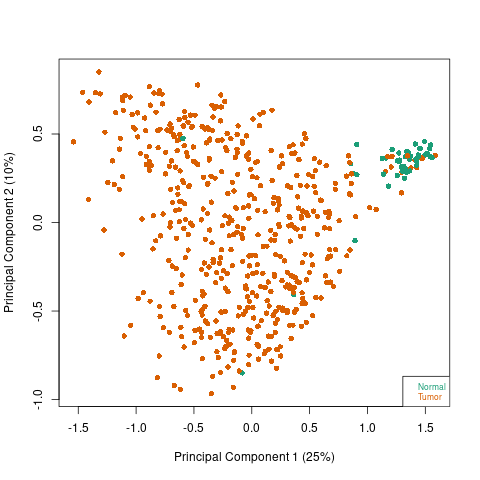 Principal Component 2 (10%)
0.5
0.0
-0.5
-1.0
Normal
Tumor
-1.5 -1.0 -0.5 0.0 0.5 1.0 1.5
Principal Component 1 (25%)